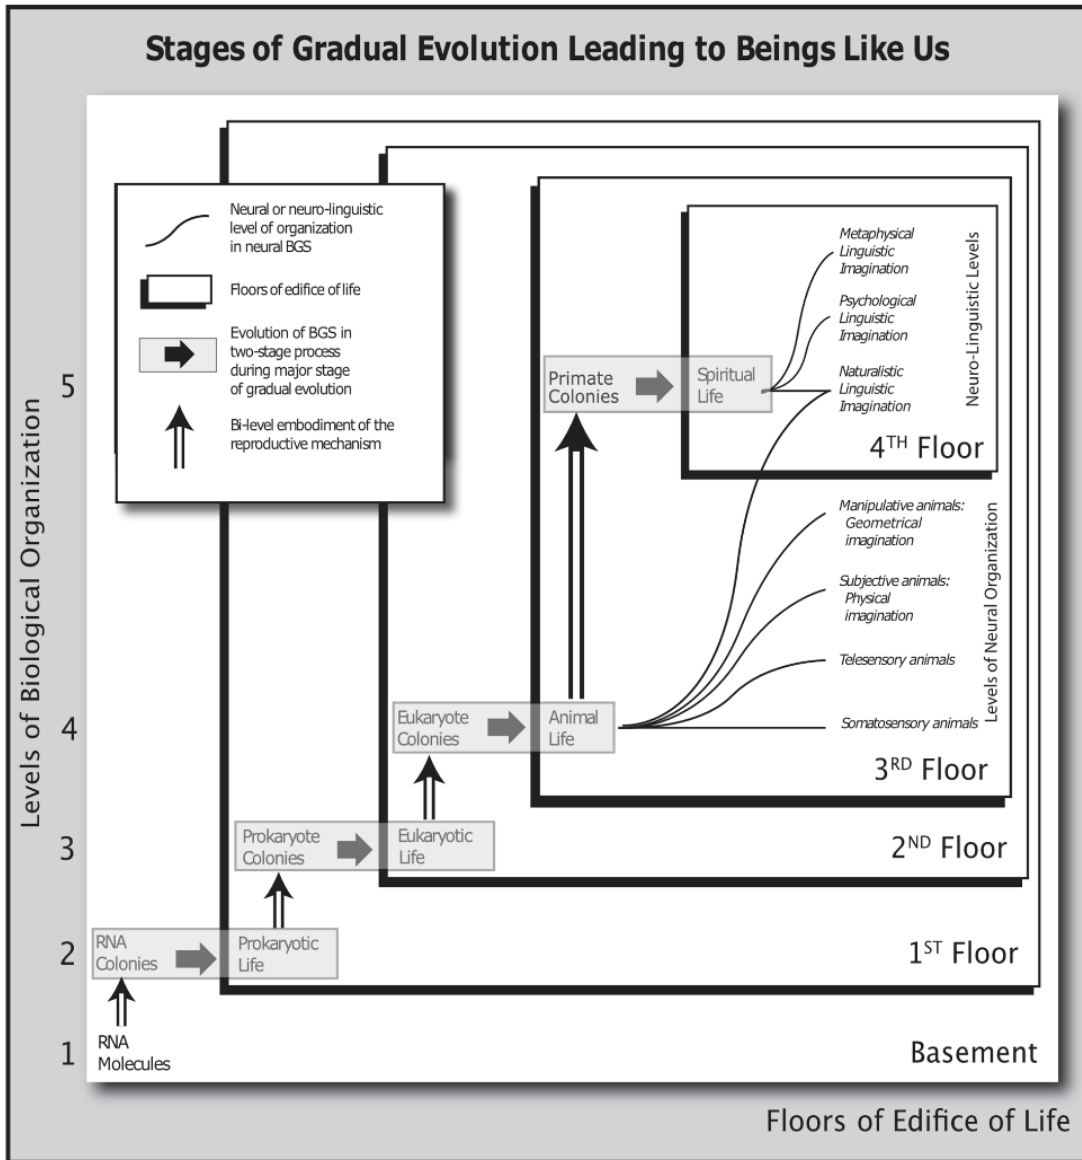 Stages of Gradual Evolution Leading to Beings Like Us
Neural or neuro-linguistic
level of organization
in neural BGS
Floors of edifice of life
Evolution of BGS in
two-stage process
during major stage
of gradual evolution
Bi-level embodiment of the
reproductive mechanism
Levels of Biological Organization
5
4
3
2
1
Primate
Colonies
Spiritual
Life
Metaphysical
Linguistic
Imagination
Psychological
Linguistic
Imagination
Naturalistic
Linguistic
Imagination
Neuro-Linguistic Levels
4TH Floor
Manipulative animals:
Geometrical
imagination
Subjective animals:
Physical
imagination
Telesensory animals
Somatosensory animals
Levels of Neural Organization
3RD Floor
Eukaryote
Colonies
Animal
Life
Prokaryote
Colonies
Eukaryotic
Life
2ND Floor
RNA
Colonies
Prokaryotic
Life
1ST Floor
RNA
Molecules
Basement
Floors of Edifice of Life